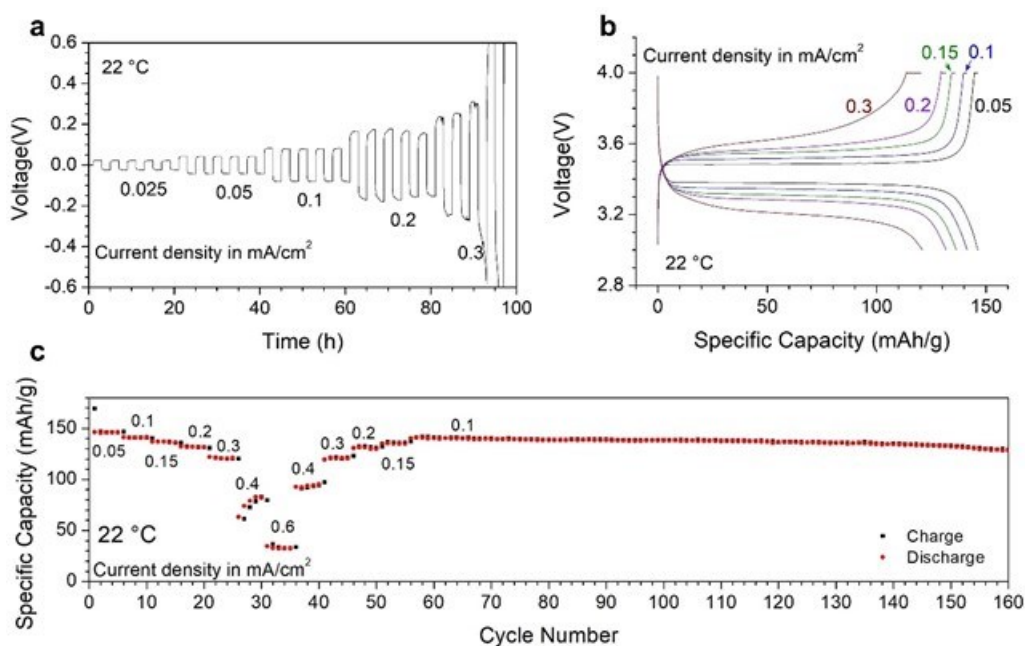 a
0.6
0.4
0.2
0.0
-0.2
-0.4
-0.6
22 °C
0.025
0.05
0.1
0.2
0.3
Current density in mA/cm²
Voltage(V)
0 10 20 30 40 50 60 70 80 90 100
Time (h)
b
4.0
3.6
3.2
2.8
Current density in mA/cm²
0.15
0.1
0.3
0.2
0.05
22 °C
Voltage(V)
0 50 100 150
Specific Capacity (mAh/g)
c
150
100
50
0
0.05
0.1
0.15
0.2
0.3
0.4
0.6
0.4
0.3
0.2
0.15
0.1
22 °C
Current density in mA/cm²
Charge
Discharge
Specific Capacity (mAh/g)
0 10 20 30 40 50 60 70 80 90 100 110 120 130 140 150 160
Cycle Number